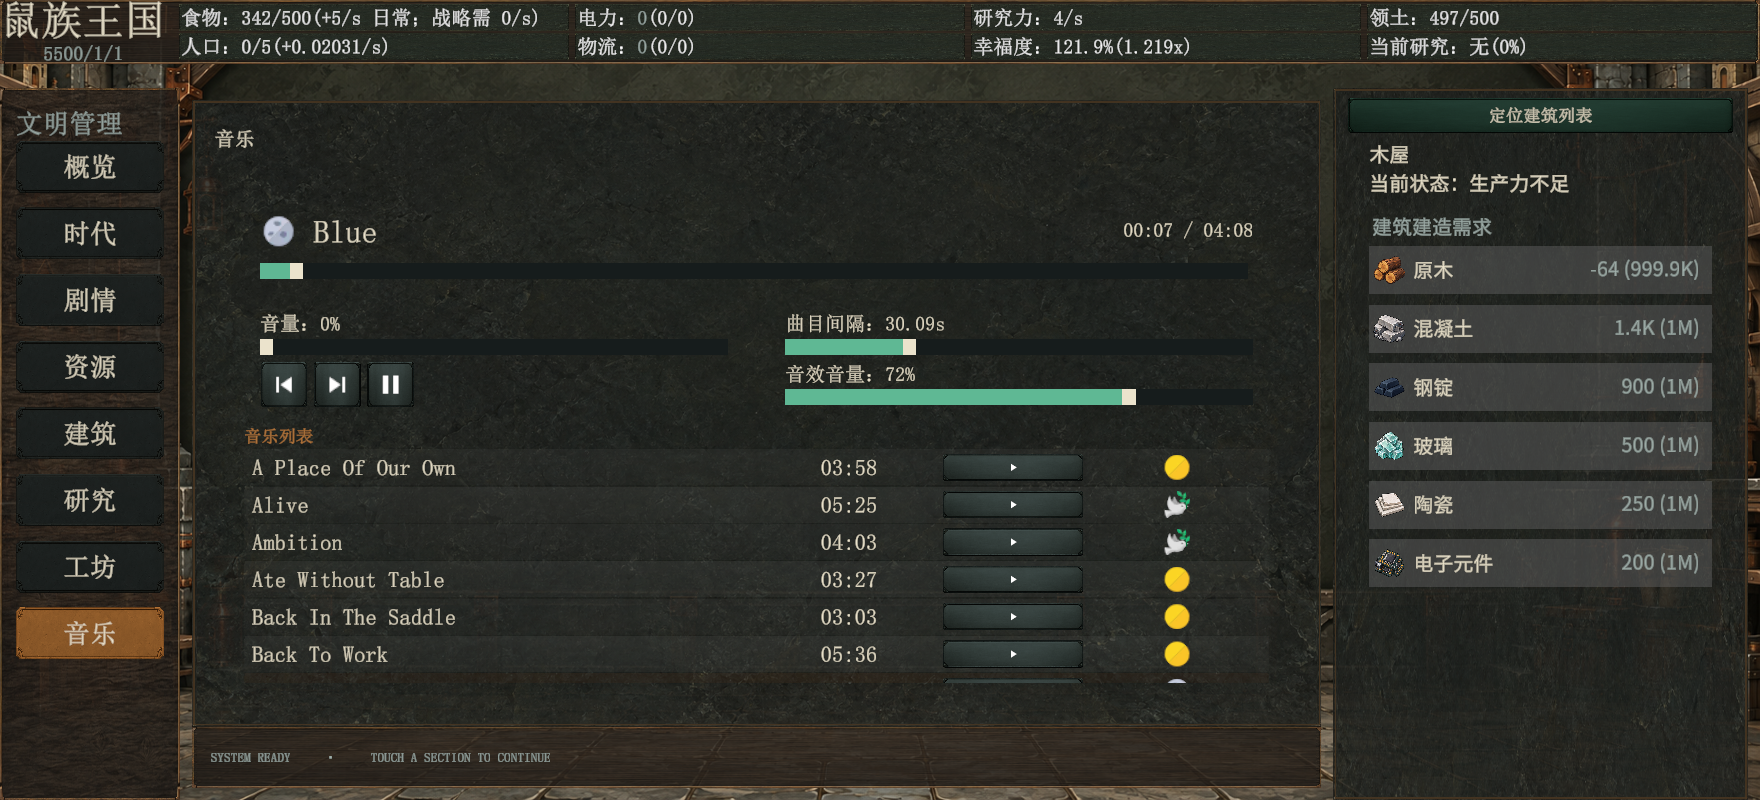 鼠族王国
5500/1/1
食物: 342/500(+5/s 日常; 战略需 0/s)
人口: 0/5(+0.02031/s)
电力: 0(0/0)
物流: 0(0/0)
研究力: 4/s
幸福度: 121.9%(1.219x)
领土: 497/500
当前研究: 无(0%)
文明管理
概览
时代
剧情
资源
建筑
研究
工坊
音乐
音乐
Blue
00:07 / 04:08
音量: 0%
曲目间隔: 30.09s
音效音量: 72%
音乐列表
A Place Of Our Own 03:58
Alive 05:25
Ambition 04:03
Ate Without Table 03:27
Back In The Saddle 03:03
Back To Work 05:36
SYSTEM READY • TOUCH A SECTION TO CONTINUE
定位建筑列表
木屋
当前状态: 生产力不足
建筑建造需求
原木 -64 (999.9K)
混凝土 1.4K (1M)
钢锭 900 (1M)
玻璃 500 (1M)
陶瓷 250 (1M)
电子元件 200 (1M)